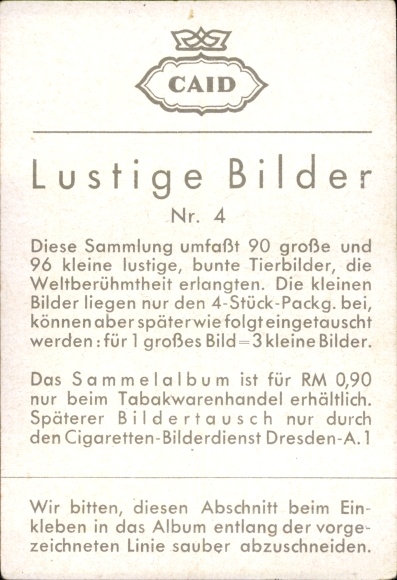 CAID
Lustige Bilder
Nr. 4
Diese Sammlung umfaßt 90 große und
96 kleine lustige, bunte Tierbilder, die
Weltberühmtheit erlangten. Die kleinen
Bilder liegen nur den 4-Stück-Packg. bei,
können aber später wie folgt eingetauscht
werden: für 1 großes Bild = 3 kleine Bilder.
Das Sammelalbum ist für RM 0,90
nur beim Tabakwarenhandel erhältlich.
Späterer Bildertausch nur durch
den Cigaretten-Bilderdienst Dresden-A. 1
Wir bitten, diesen Abschnitt beim Ein-
kleben in das Album entlang der vorge-
zeichneten Linie sauber abzuschneiden.